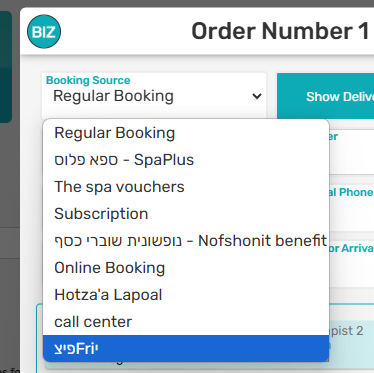 BIZ
Order Number 1
Booking Source
Regular Booking
Show Delive
Regular Booking
ספא פלוס - SpaPlus
er
The spa vouchers
al Phone
Subscription
נופשונית שוברי כסף - Nofshonit benefit
or Arriva
Online Booking
Hotza'a Lapoal
call center
pist 2
פיצFriי